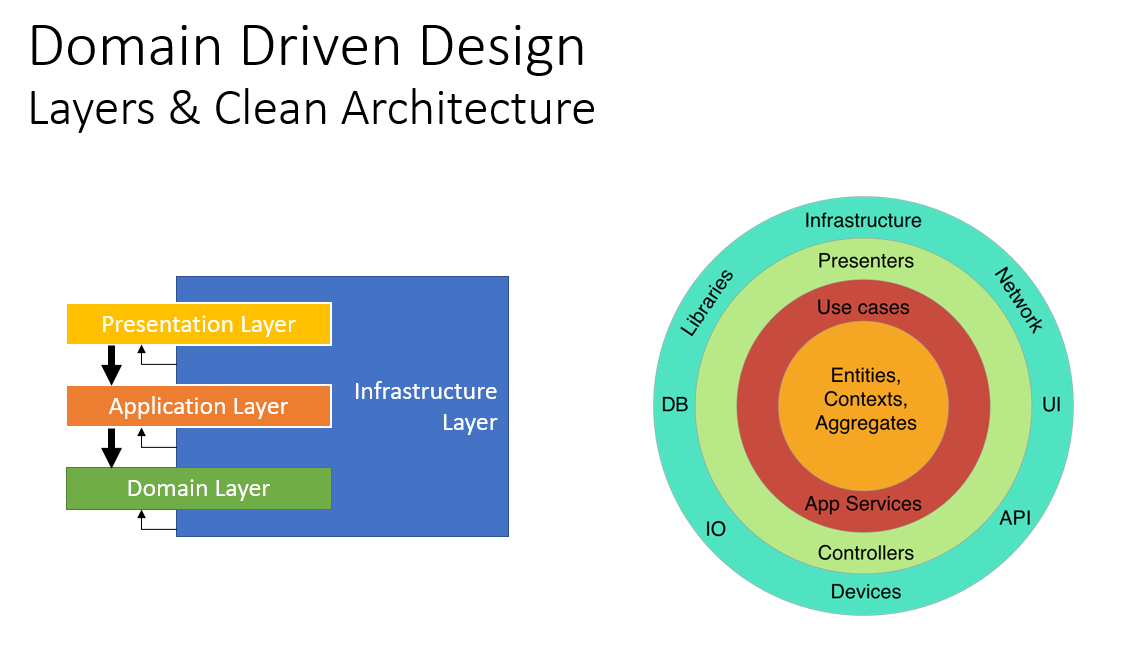 Domain Driven Design
Layers & Clean Architecture
Presentation Layer
Application Layer
Domain Layer
Infrastructure
Layer
Infrastructure
Presenters
Use cases
Entities,
Contexts,
Aggregates
App Services
Controllers
Devices
Libraries
DB
IO
Network
UI
API